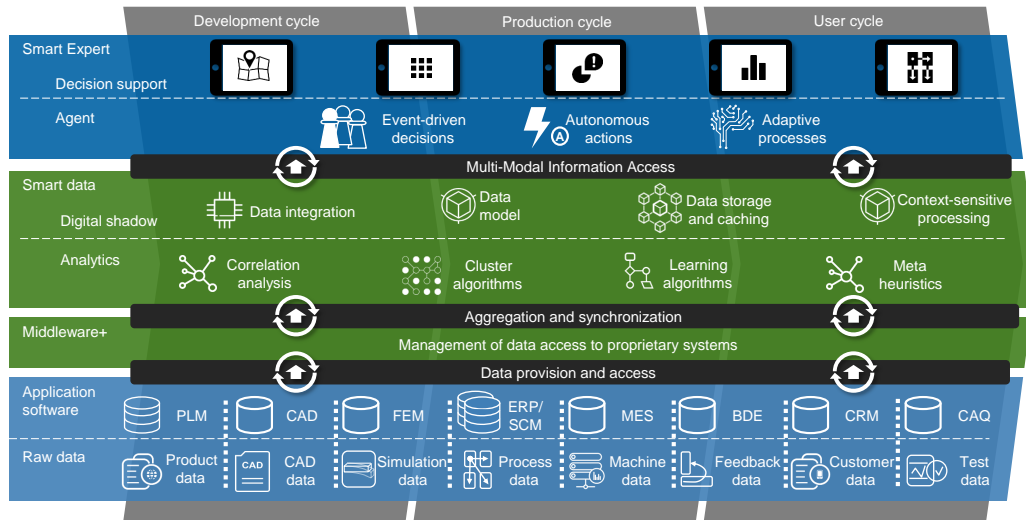 Development cycle
Production cycle
User cycle
Smart Expert
Decision support
Agent
Event-driven
decisions
A
Autonomous
actions
Adaptive
processes
Multi-Modal Information Access
Smart data
Digital shadow
Data integration
Data
model
Data storage
and caching
Context-sensitive
processing
Analytics
Correlation
analysis
Cluster
algorithms
Learning
algorithms
Meta
heuristics
Aggregation and synchronization
Middleware+
Management of data access to proprietary systems
Data provision and access
Application
software
PLM
CAD
FEM
ERP/
SCM
MES
BDE
CRM
CAQ
Raw data
Product
data
CAD
CAD
data
Simulation
data
Process
data
Machine
data
Feedback
data
Customer
data
Test
data